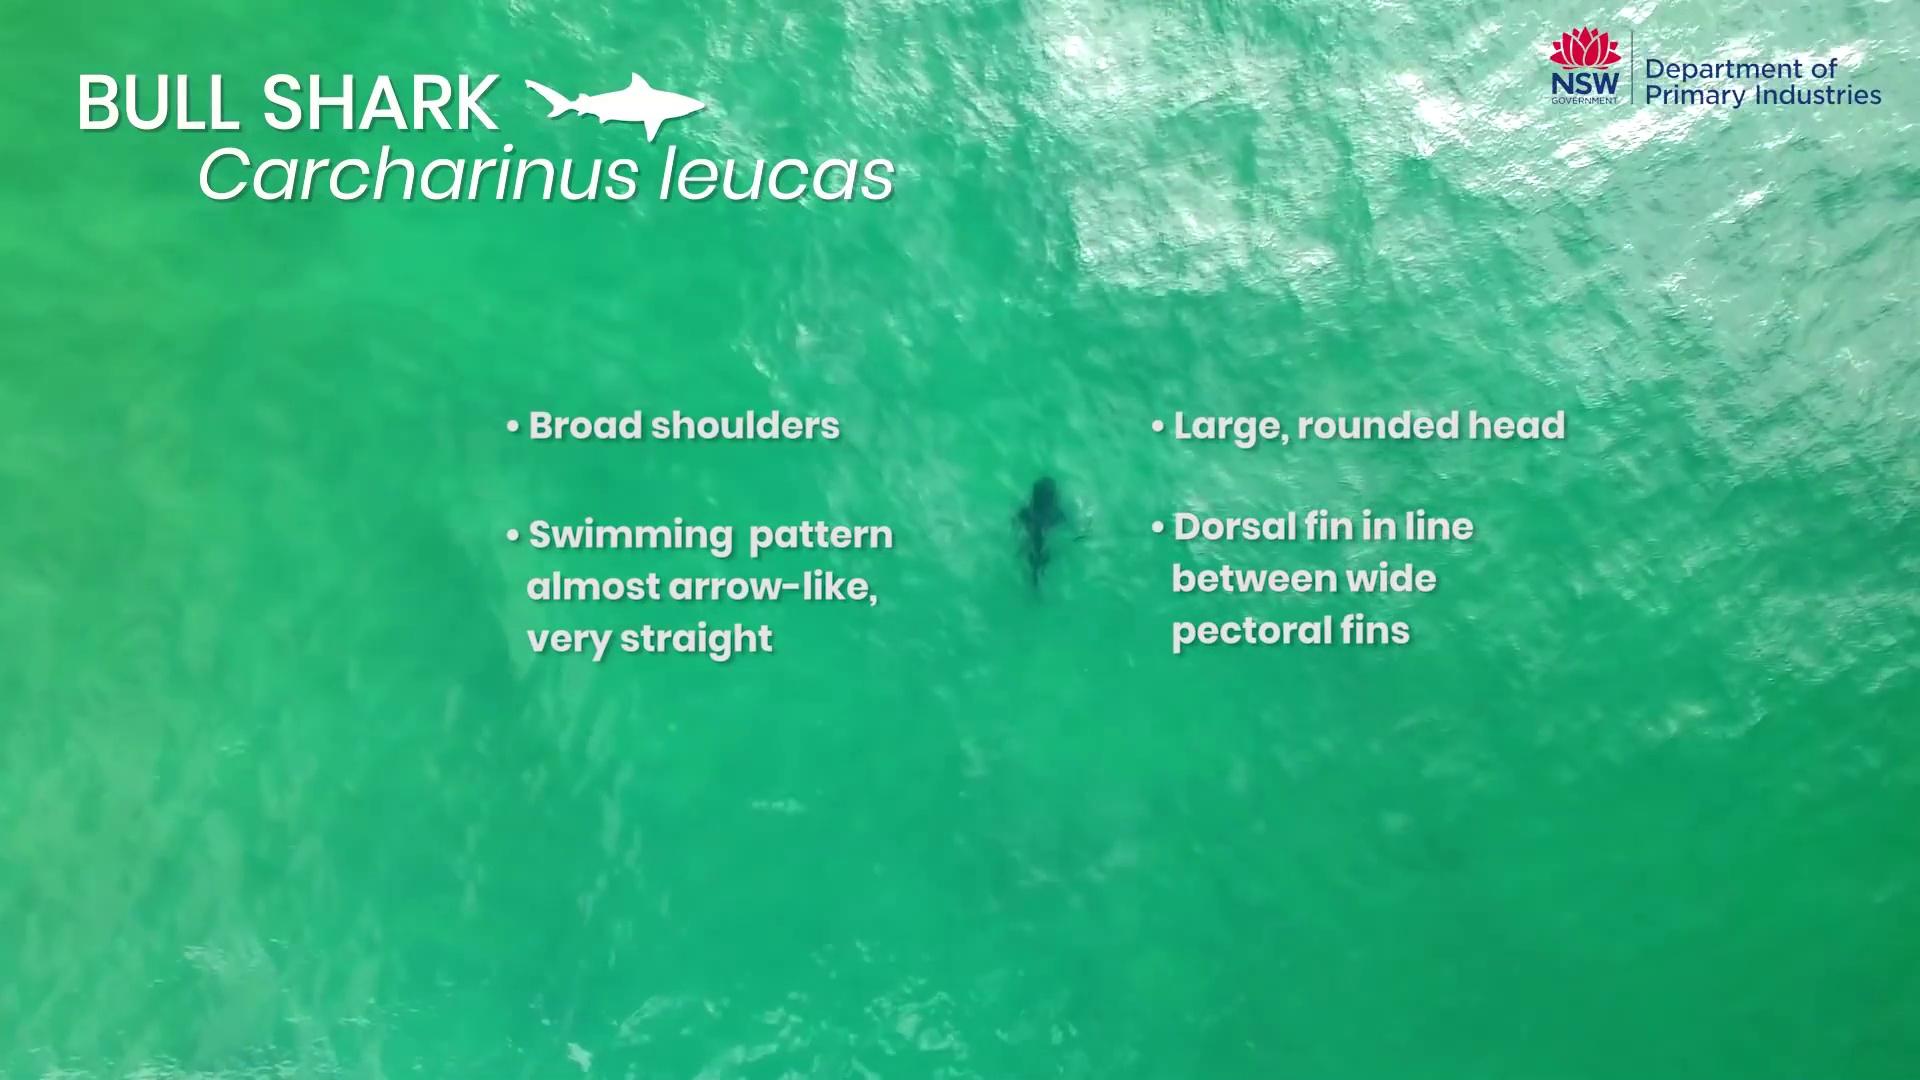 BULL SHARK
Carcharinus leucas
NSW
GOVERNMENT
Department of
Primary Industries
• Broad shoulders
• Swimming pattern
almost arrow-like,
very straight
• Large, rounded head
• Dorsal fin in line
between wide
pectoral fins